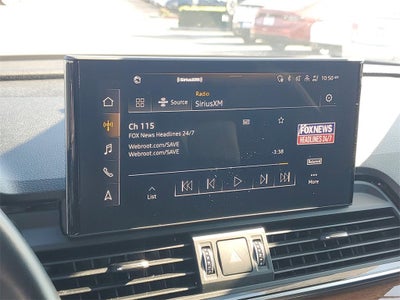 ((SiriusXM))
10:50
Radio
Source
SiriusXM
Ch 115
FOX News Headlines 24/7
Webroot.com/SAVE
Webroot.com/SAVE
-3:38
FOX NEWS
HEADLINES 24/7
List
More